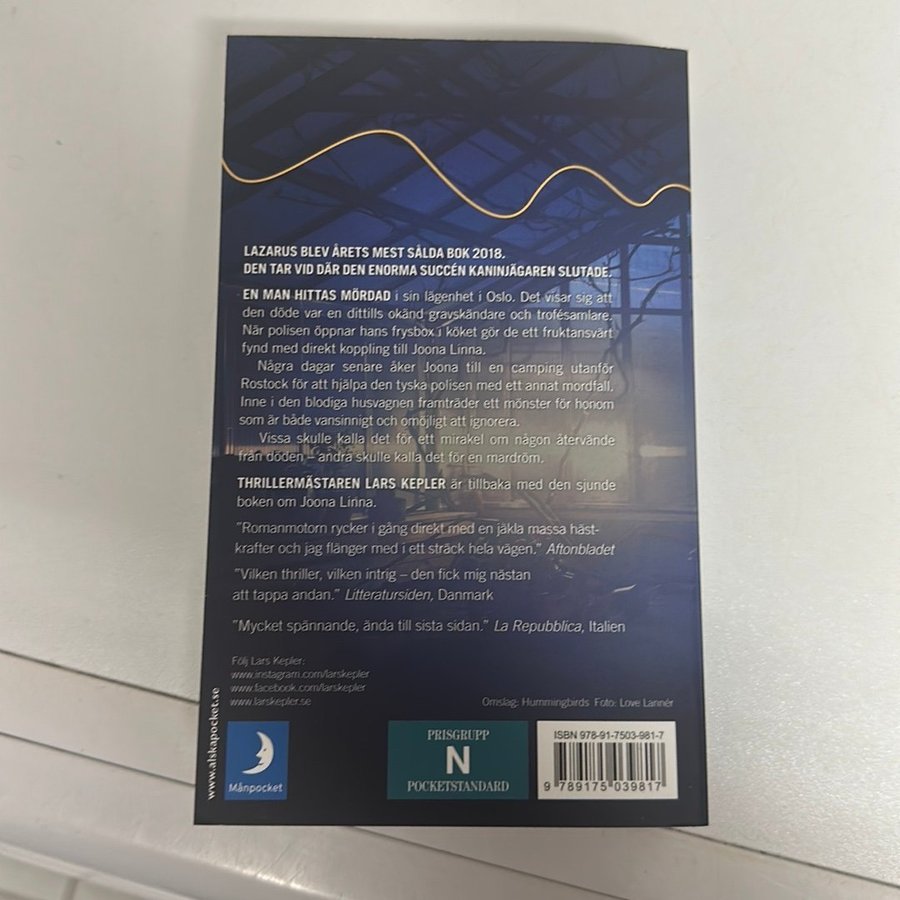 LAZARUS BLEV ÅRETS MEST SÅLDA BOK 2018.
DEN TAR VID DÄR DEN ENORMA SUCCÉN KANINJÄGAREN SLUTADE.
EN MAN HITTAS MÖRDAD i sin lägenhet i Oslo. Det visar sig att
den döde var en dittills okänd gravskändare och trofésamlare.
När polisen öppnar hans frysbox i köket gör de ett fruktansvärt
fynd med direkt koppling till Joona Linna.
Några dagar senare åker Joona till en camping utanför
Rostock för att hjälpa den tyska polisen med ett annat mordfall.
Inne i den blodiga husvagnen framträder ett mönster för honom
som är både vansinnigt och omöjligt att ignorera.
Vissa skulle kalla det för ett mirakel om någon återvände
från döden – andra skulle kalla det för en mardröm.
THRILLERMÄSTAREN LARS KEPLER är tillbaka med den sjunde
boken om Joona Linna.
”Romanmotorn rycker i gång direkt med en jäkla massa häst-
krafter och jag flänger med i ett sträck hela vägen.” Aftonbladet
”Vilken thriller, vilken intrig – den fick mig nästan
att tappa andan.” Litteratursiden, Danmark
”Mycket spännande, ända till sista sidan.” La Repubblica, Italien
Följ Lars Kepler:
www.instagram.com/larskepler
www.facebook.com/larskepler
www.larskepler.se
Omslag: Hummingbirds Foto: Love Lannér
www.alskapocket.se
Månpocket
PRISGRUPP
N
POCKETSTANDARD
ISBN 978-91-7503-981-7
9 789175 039817